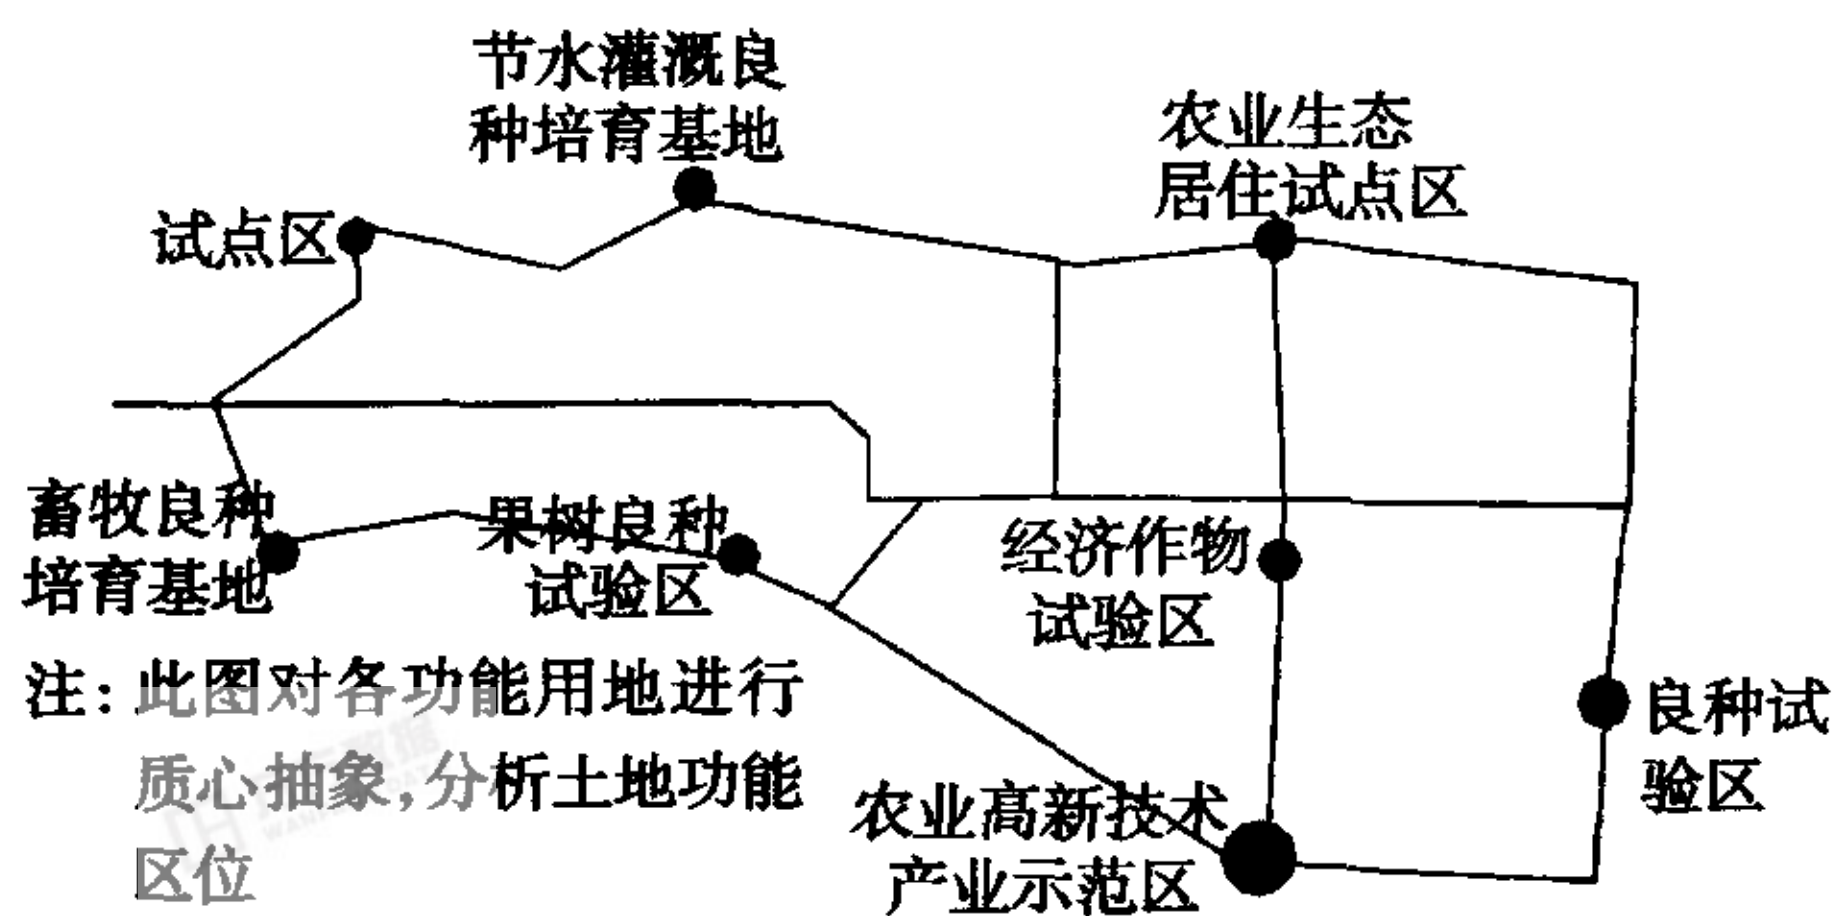 节水灌溉良
种培育基地
农业生态
居住试点区
试点区
畜牧良种
培育基地
果树良种
试验区
经济作物
试验区
良种试
验区
农业高新技术
产业示范区
注：此图对各功能用地进行
质心抽象，分析土地功能
区位